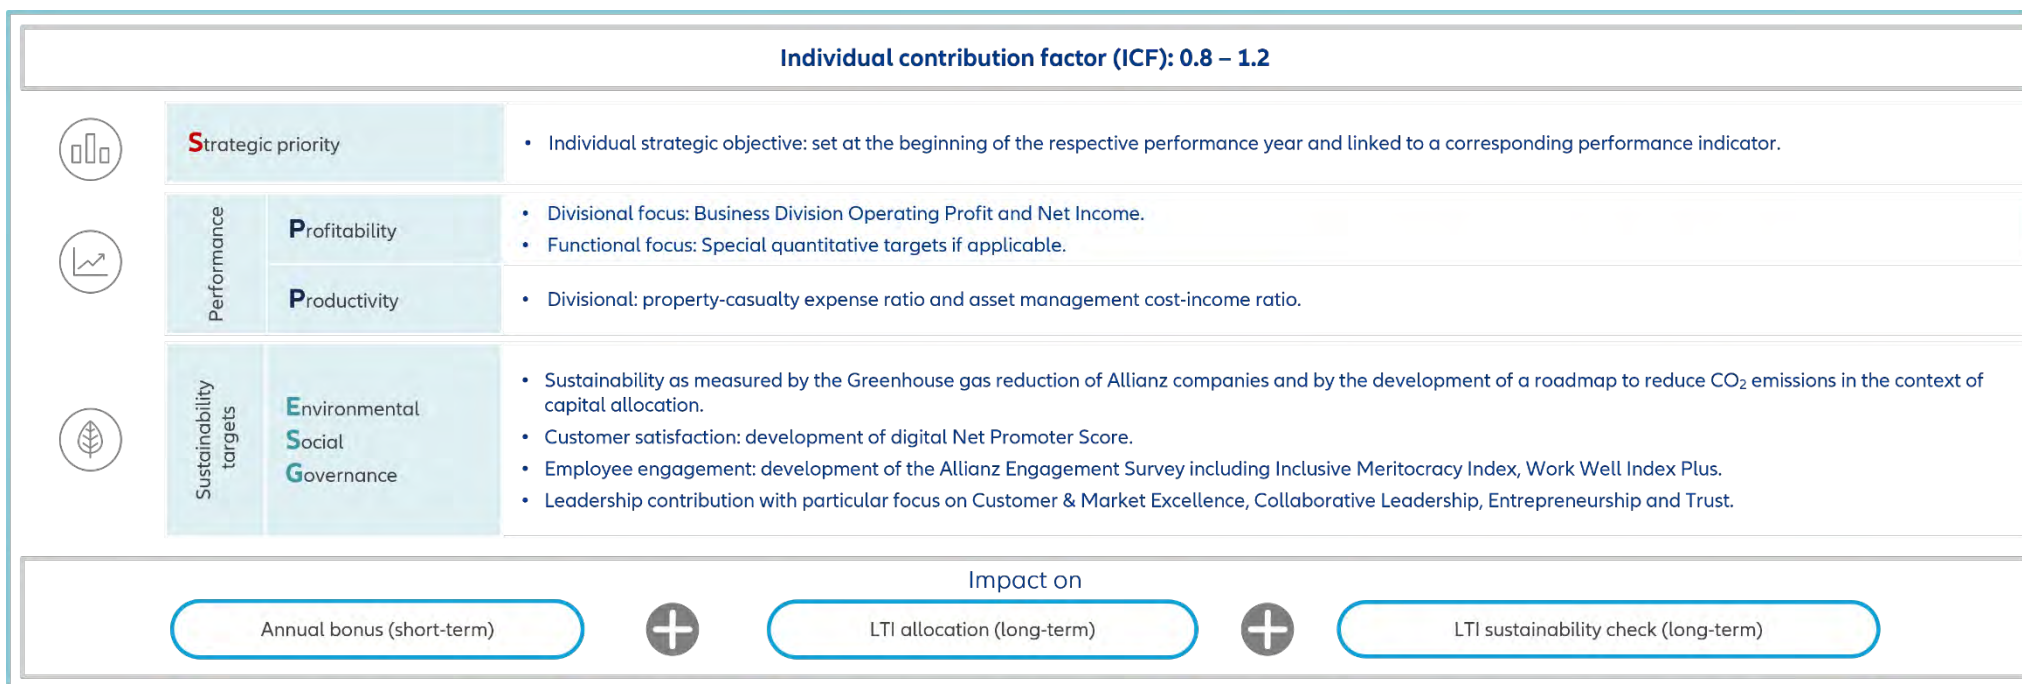 Individual contribution factor (ICF): 0.8 – 1.2
Strategic priority
• Individual strategic objective: set at the beginning of the respective performance year and linked to a corresponding performance indicator.
Performance
Profitability
• Divisional focus: Business Division Operating Profit and Net Income.
• Functional focus: Special quantitative targets if applicable.
Productivity
• Divisional: property-casualty expense ratio and asset management cost-income ratio.
Sustainability
targets
Environmental
Social
Governance
• Sustainability as measured by the Greenhouse gas reduction of Allianz companies and by the development of a roadmap to reduce CO₂ emissions in the context of
capital allocation.
• Customer satisfaction: development of digital Net Promoter Score.
• Employee engagement: development of the Allianz Engagement Survey including Inclusive Meritocracy Index, Work Well Index Plus.
• Leadership contribution with particular focus on Customer & Market Excellence, Collaborative Leadership, Entrepreneurship and Trust.
Impact on
Annual bonus (short-term)
LTI allocation (long-term)
LTI sustainability check (long-term)